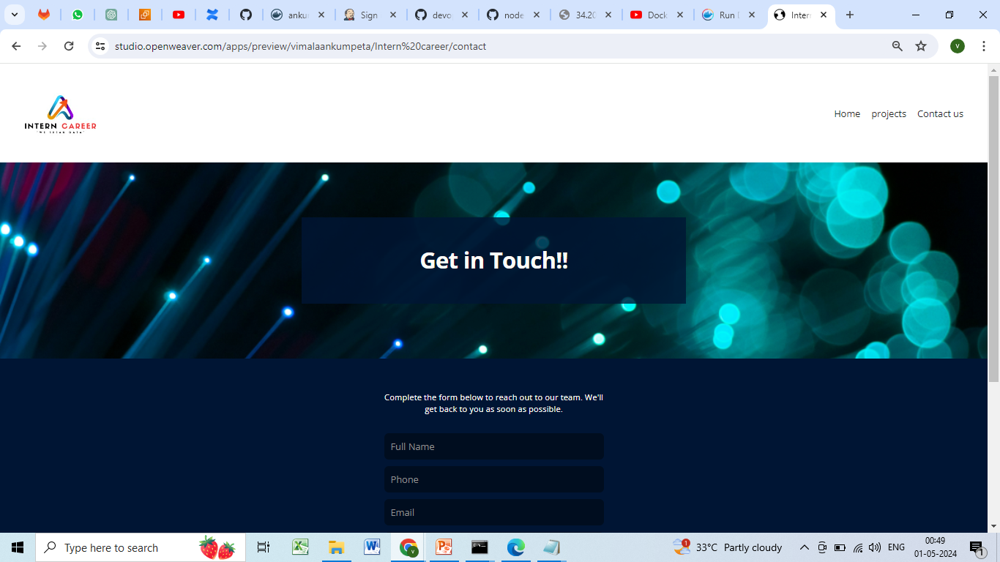 ankur
Sign
devo
node
34.20
Dock
Run D
Intern
studio.openweaver.com/apps/preview/vimalaankumpeta/Intern%20career/contact
V
INTERN CAREER
Home projects Contact us
Get in Touch!!
Complete the form below to reach out to our team. We'll
get back to you as soon as possible.
Full Name
Phone
Email
Type here to search
1
33°C Partly cloudy
ENG
00:49
01-05-2024
1